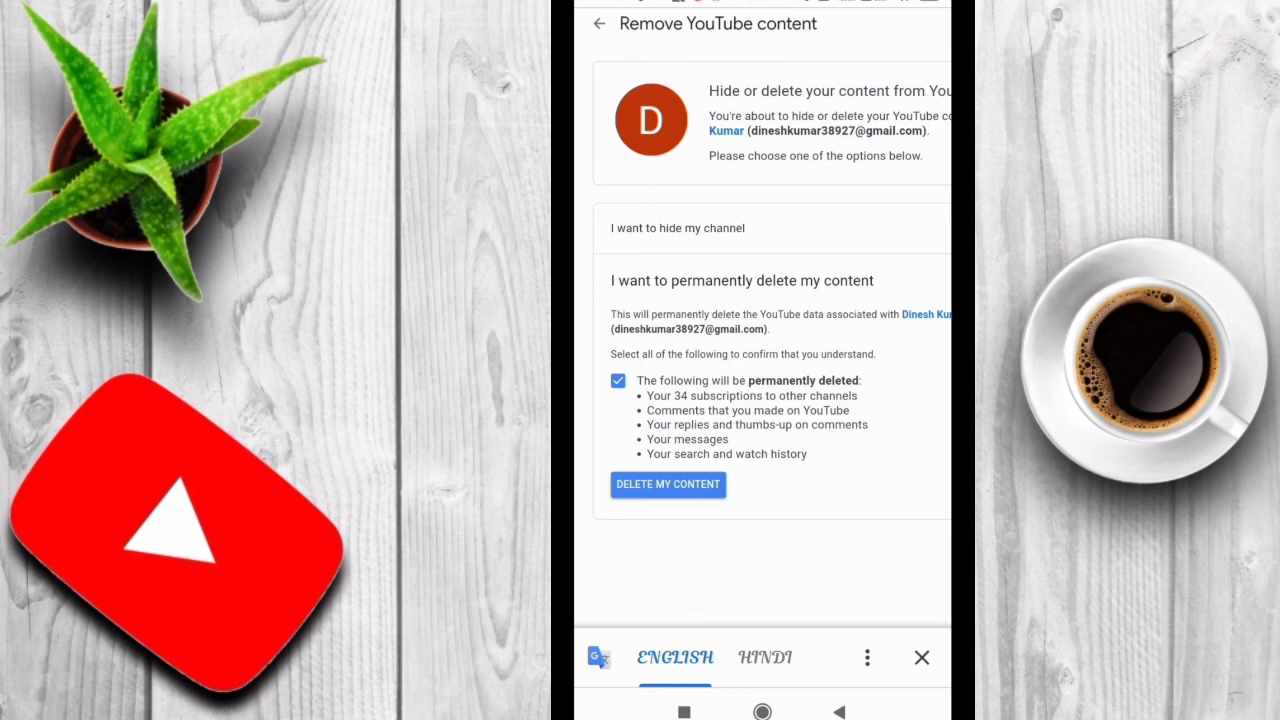 Remove YouTube content
D
Hide or delete your content from You
You're about to hide or delete your YouTube co
Kumar (dineshkumar38927@gmail.com).
Please choose one of the options below.
I want to hide my channel
I want to permanently delete my content
This will permanently delete the YouTube data associated with Dinesh Kum
(dineshkumar38927@gmail.com).
Select all of the following to confirm that you understand.
The following will be permanently deleted:
• Your 34 subscriptions to other channels
• Comments that you made on YouTube
• Your replies and thumbs-up on comments
• Your messages
• Your search and watch history
DELETE MY CONTENT
G
ENGLISH HINDI